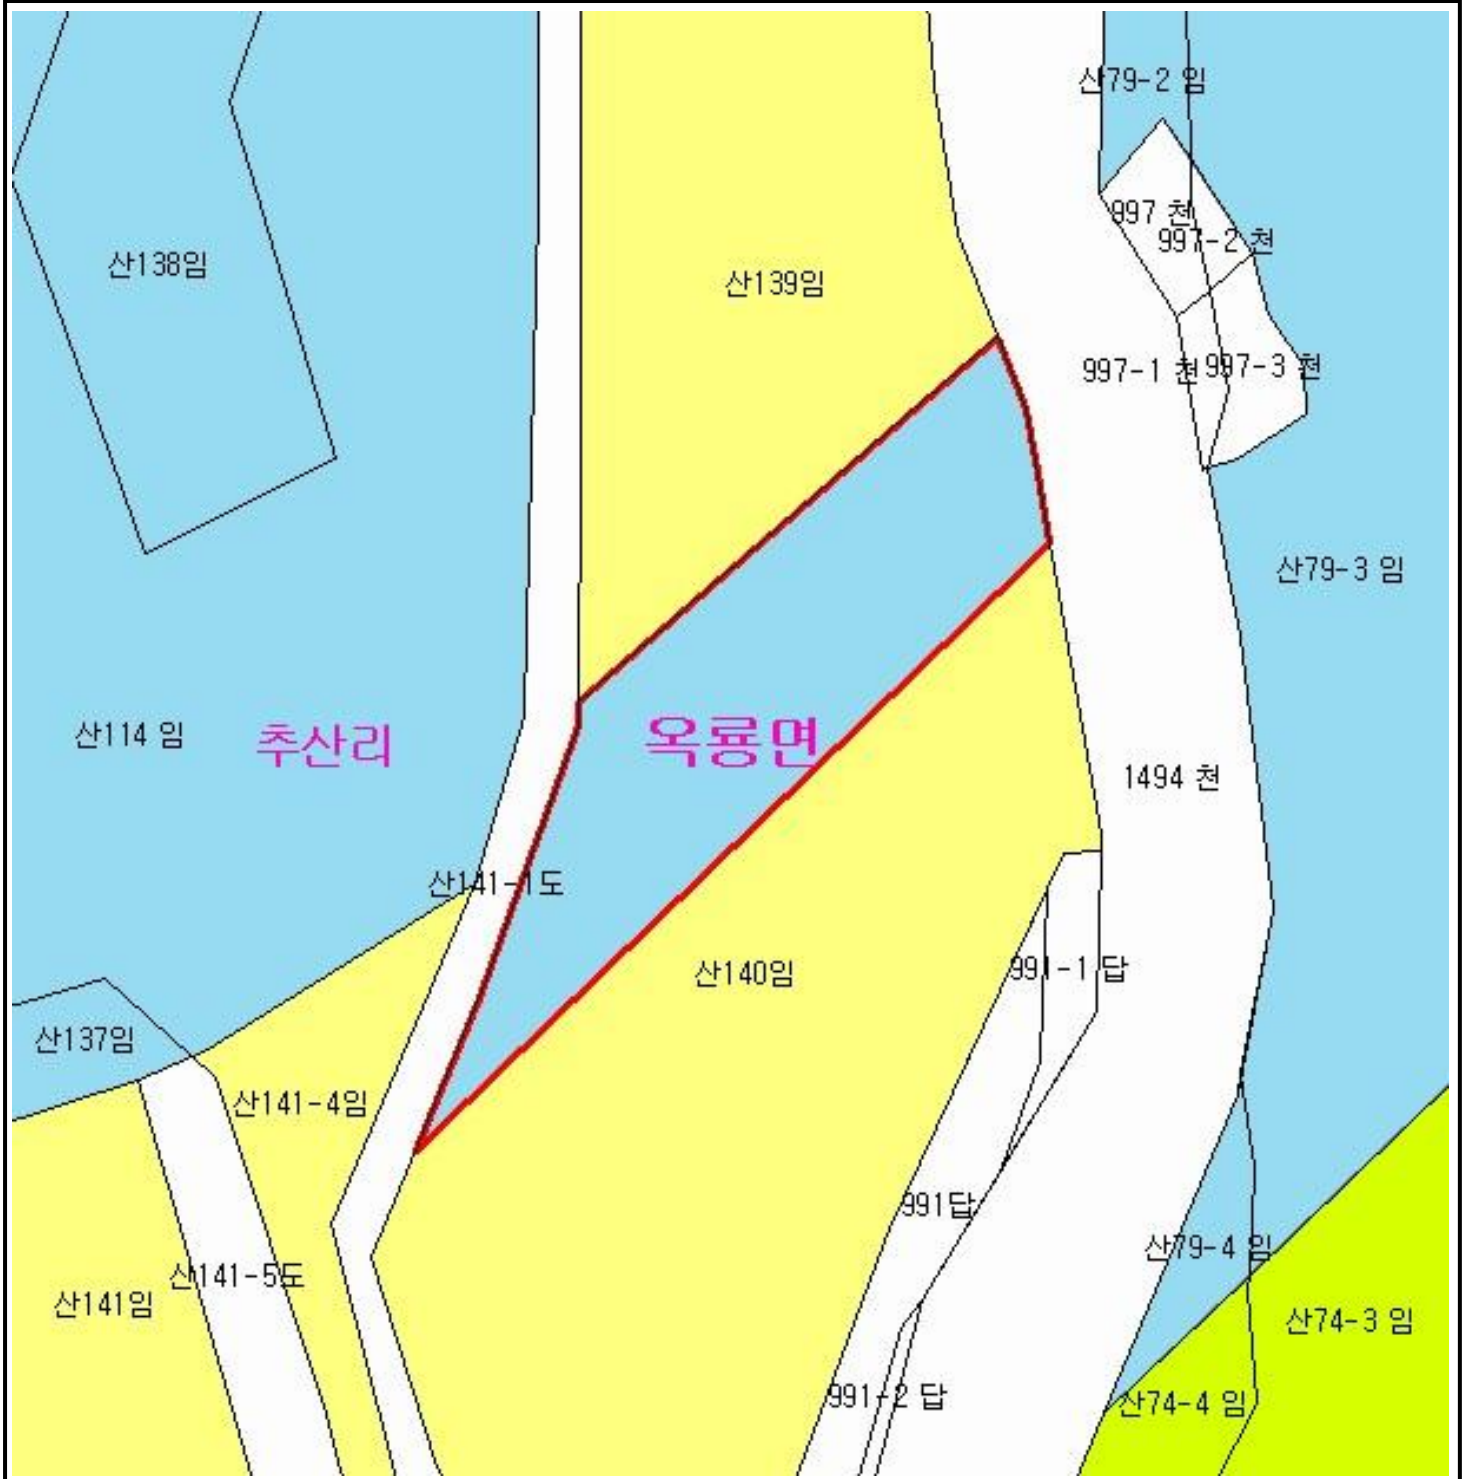 산79-2 임
997 천
997-2 천
산138임
산139임
997-1 천
997-3 천
산79-3 임
산114 임
추산리
옥룡면
1494 천
산141-1도
991-1 답
산140임
산137임
산141-4임
991답
산79-4 임
산141-5도
산141임
산74-3 임
991-2 답
산74-4 임